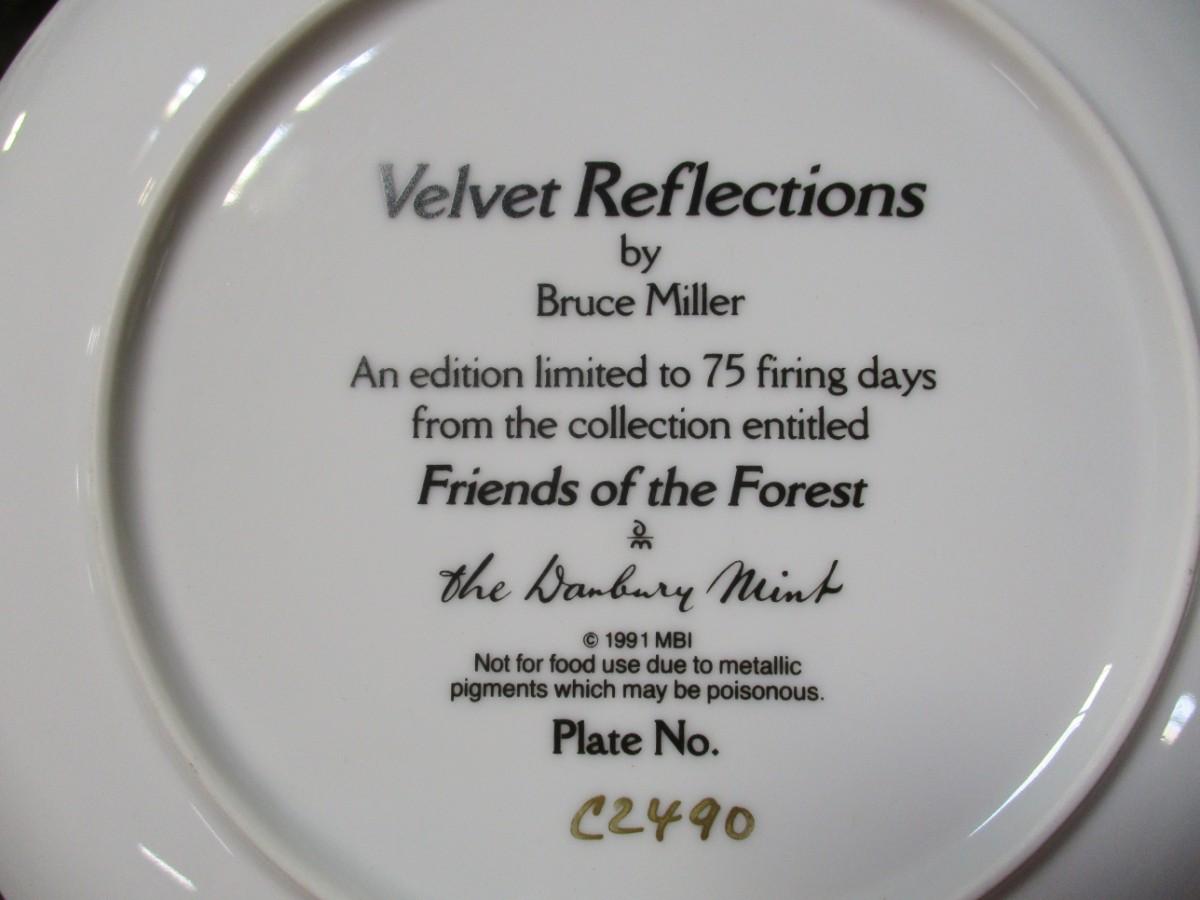 Velvet Reflections
by
Bruce Miller
An edition limited to 75 firing days
from the collection entitled
Friends of the Forest
dm
the Danbury Mint
© 1991 MBI
Not for food use due to metallic
pigments which may be poisonous.
Plate No.
C2490